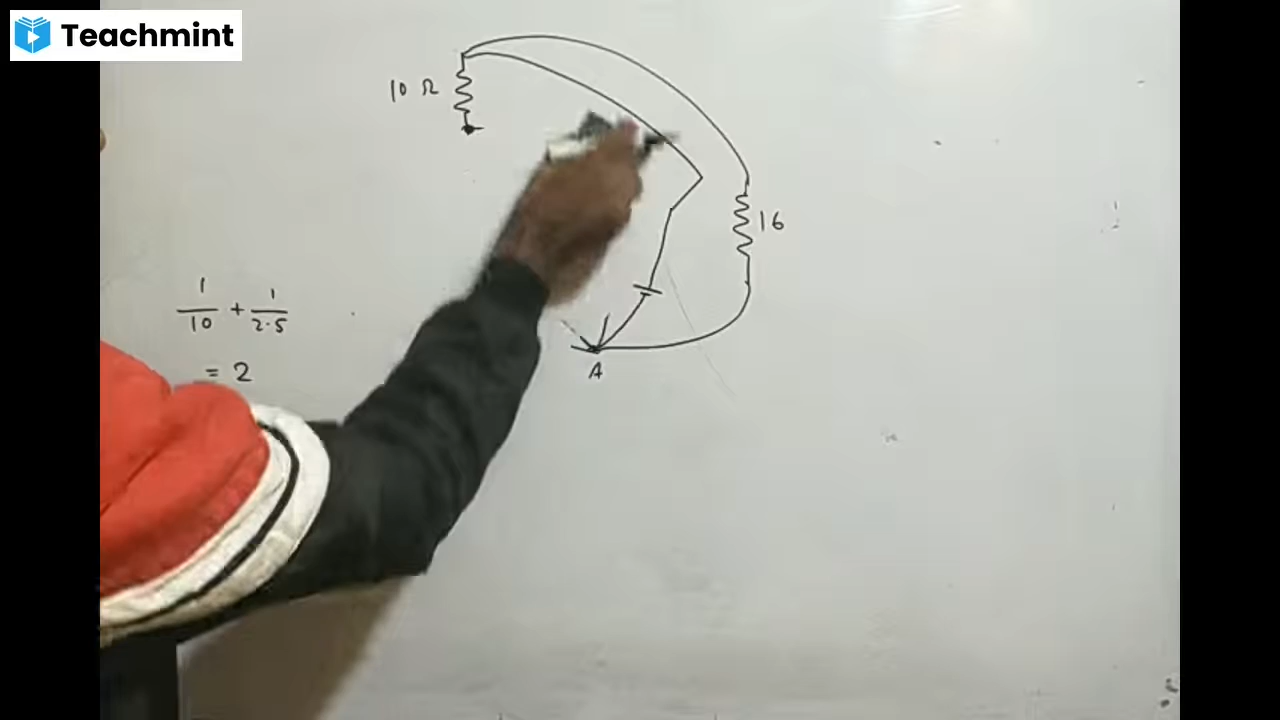 Teachmint
10 Ω
16
1/10 + 1/2.5
= 2
A